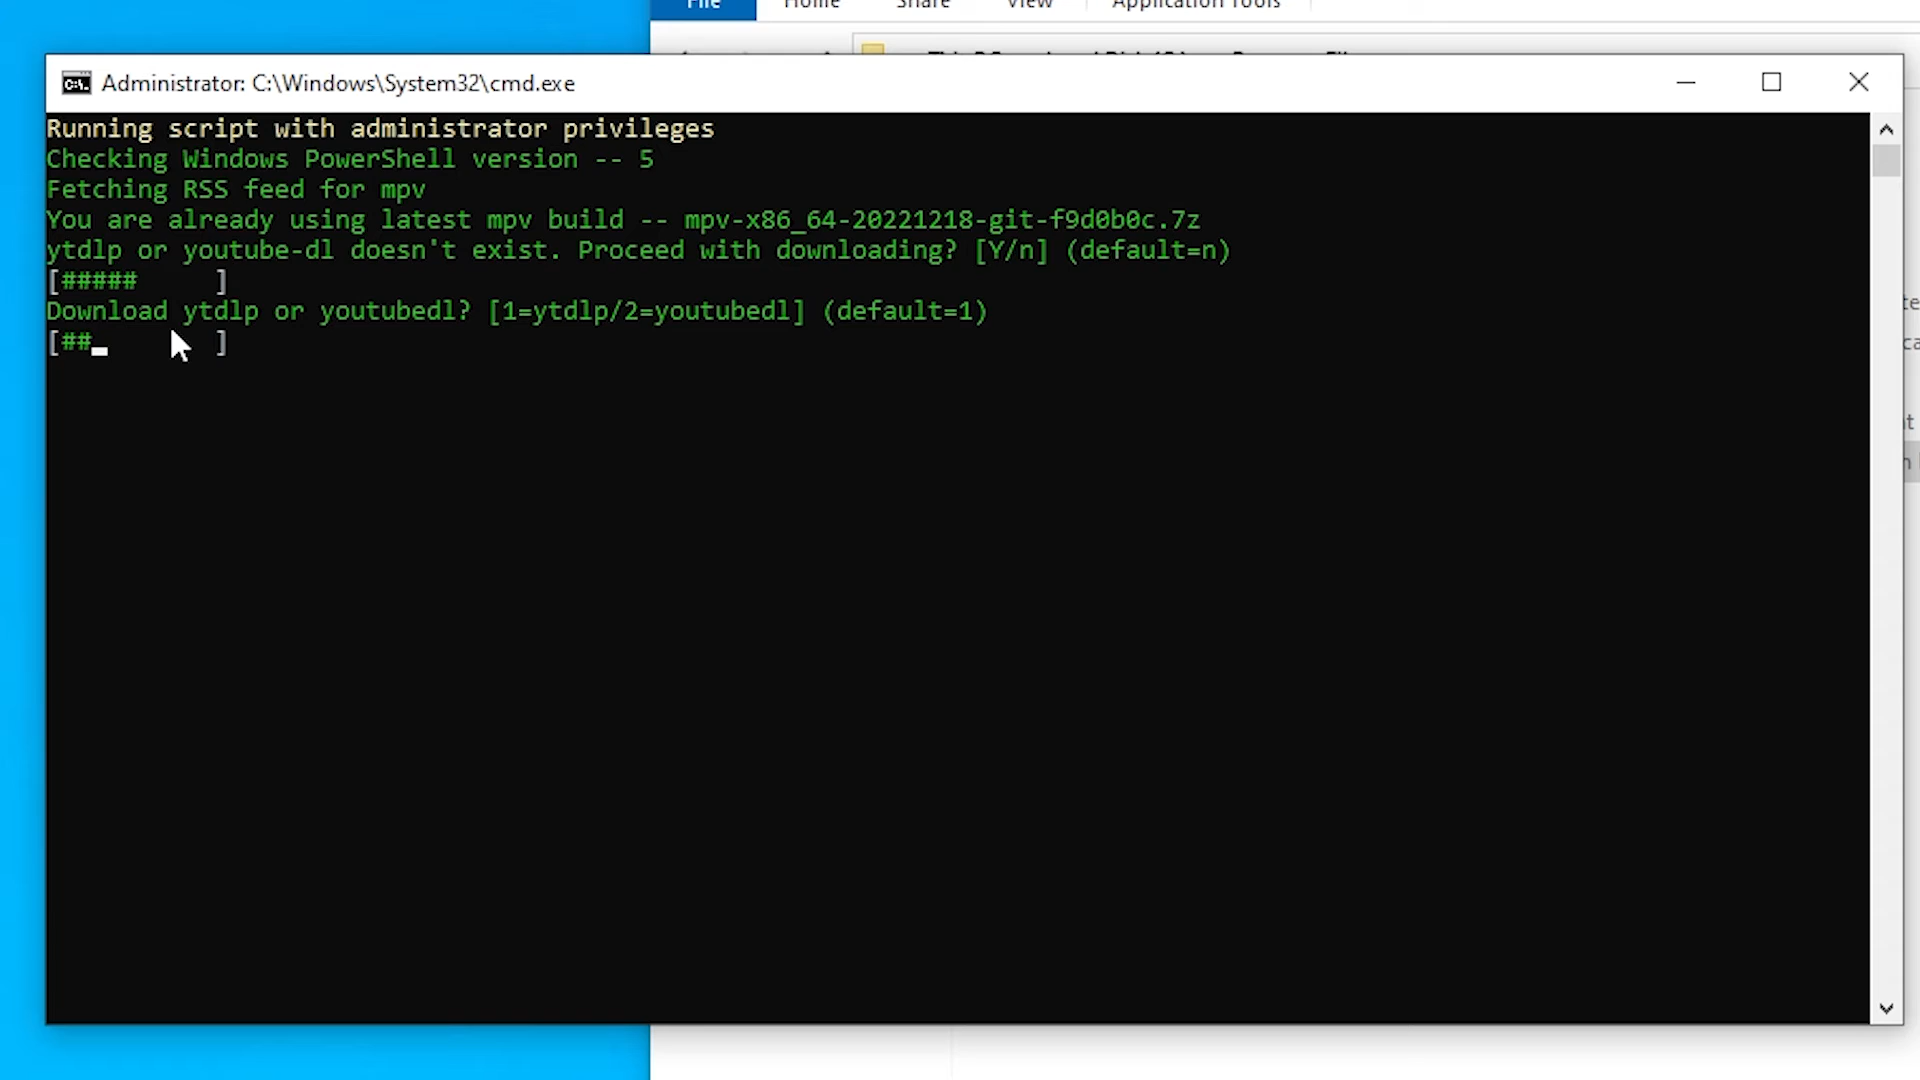 File Home Share View Application Tools
Administrator: C:\Windows\System32\cmd.exe
Running script with administrator privileges
Checking Windows PowerShell version -- 5
Fetching RSS feed for mpv
You are already using latest mpv build -- mpv-x86_64-20221218-git-f9d0b0c.7z
ytdlp or youtube-dl doesn't exist. Proceed with downloading? [Y/n] (default=n)
[#####     ]
Download ytdlp or youtubedl? [1=ytdlp/2=youtubedl] (default=1)
[##        ]